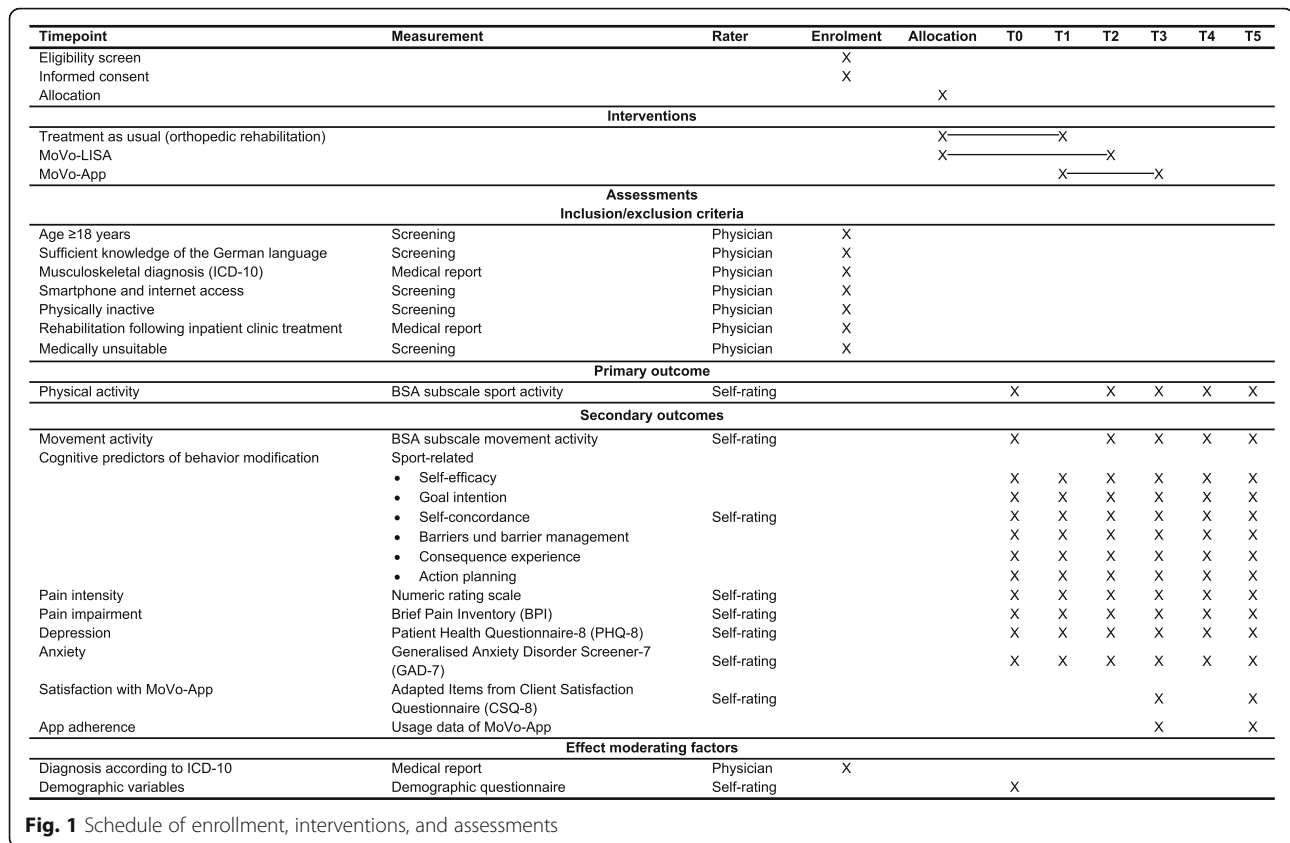 Timepoint Measurement Rater Enrolment Allocation T0 T1 T2 T3 T4 T5
Eligibility screen X
Informed consent X
Allocation X
Interventions
Treatment as usual (orthopedic rehabilitation) X X
MoVo-LISA X X
MoVo-App X X
Assessments
Inclusion/exclusion criteria
Age ≥18 years Screening Physician X
Sufficient knowledge of the German language Screening Physician X
Musculoskeletal diagnosis (ICD-10) Medical report Physician X
Smartphone and internet access Screening Physician X
Physically inactive Screening Physician X
Rehabilitation following inpatient clinic treatment Medical report Physician X
Medically unsuitable Screening Physician X
Primary outcome
Physical activity BSA subscale sport activity Self-rating X X X X X
Secondary outcomes
Movement activity BSA subscale movement activity Self-rating X X X X X
Cognitive predictors of behavior modification Sport-related
• Self-efficacy X X X X X X
• Goal intention X X X X X X
• Self-concordance Self-rating X X X X X X
• Barriers und barrier management X X X X X X
• Consequence experience X X X X X X
• Action planning X X X X X X
Pain intensity Numeric rating scale Self-rating X X X X X X
Pain impairment Brief Pain Inventory (BPI) Self-rating X X X X X X
Depression Patient Health Questionnaire-8 (PHQ-8) Self-rating X X X X X X
Anxiety Generalised Anxiety Disorder Screener-7
(GAD-7) Self-rating X X X X X X
Satisfaction with MoVo-App Adapted Items from Client Satisfaction
Questionnaire (CSQ-8) Self-rating X X
App adherence Usage data of MoVo-App X X
Effect moderating factors
Diagnosis according to ICD-10 Medical report Physician X
Demographic variables Demographic questionnaire Self-rating X
Fig. 1 Schedule of enrollment, interventions, and assessments